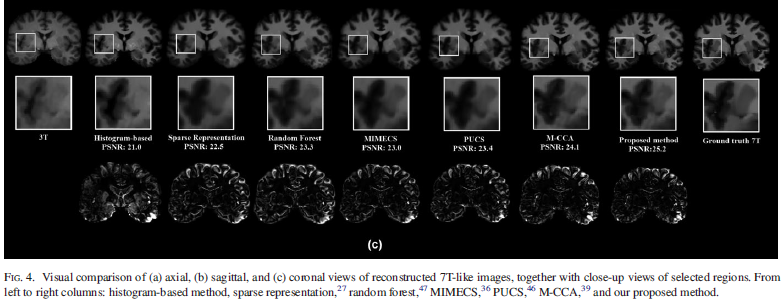 3T Histogram-based Sparse Representation Random Forest MIMECS PUCS M-CCA Proposed method Ground truth 7T
PSNR: 21.0 PSNR: 22.5 PSNR: 23.3 PSNR: 23.0 PSNR: 23.4 PSNR: 24.1 PSNR:25.2
(c)
FIG. 4. Visual comparison of (a) axial, (b) sagittal, and (c) coronal views of reconstructed 7T-like images, together with close-up views of selected regions. From
left to right columns: histogram-based method, sparse representation,27 random forest,47 MIMECS,36 PUCS,46 M-CCA,39 and our proposed method.